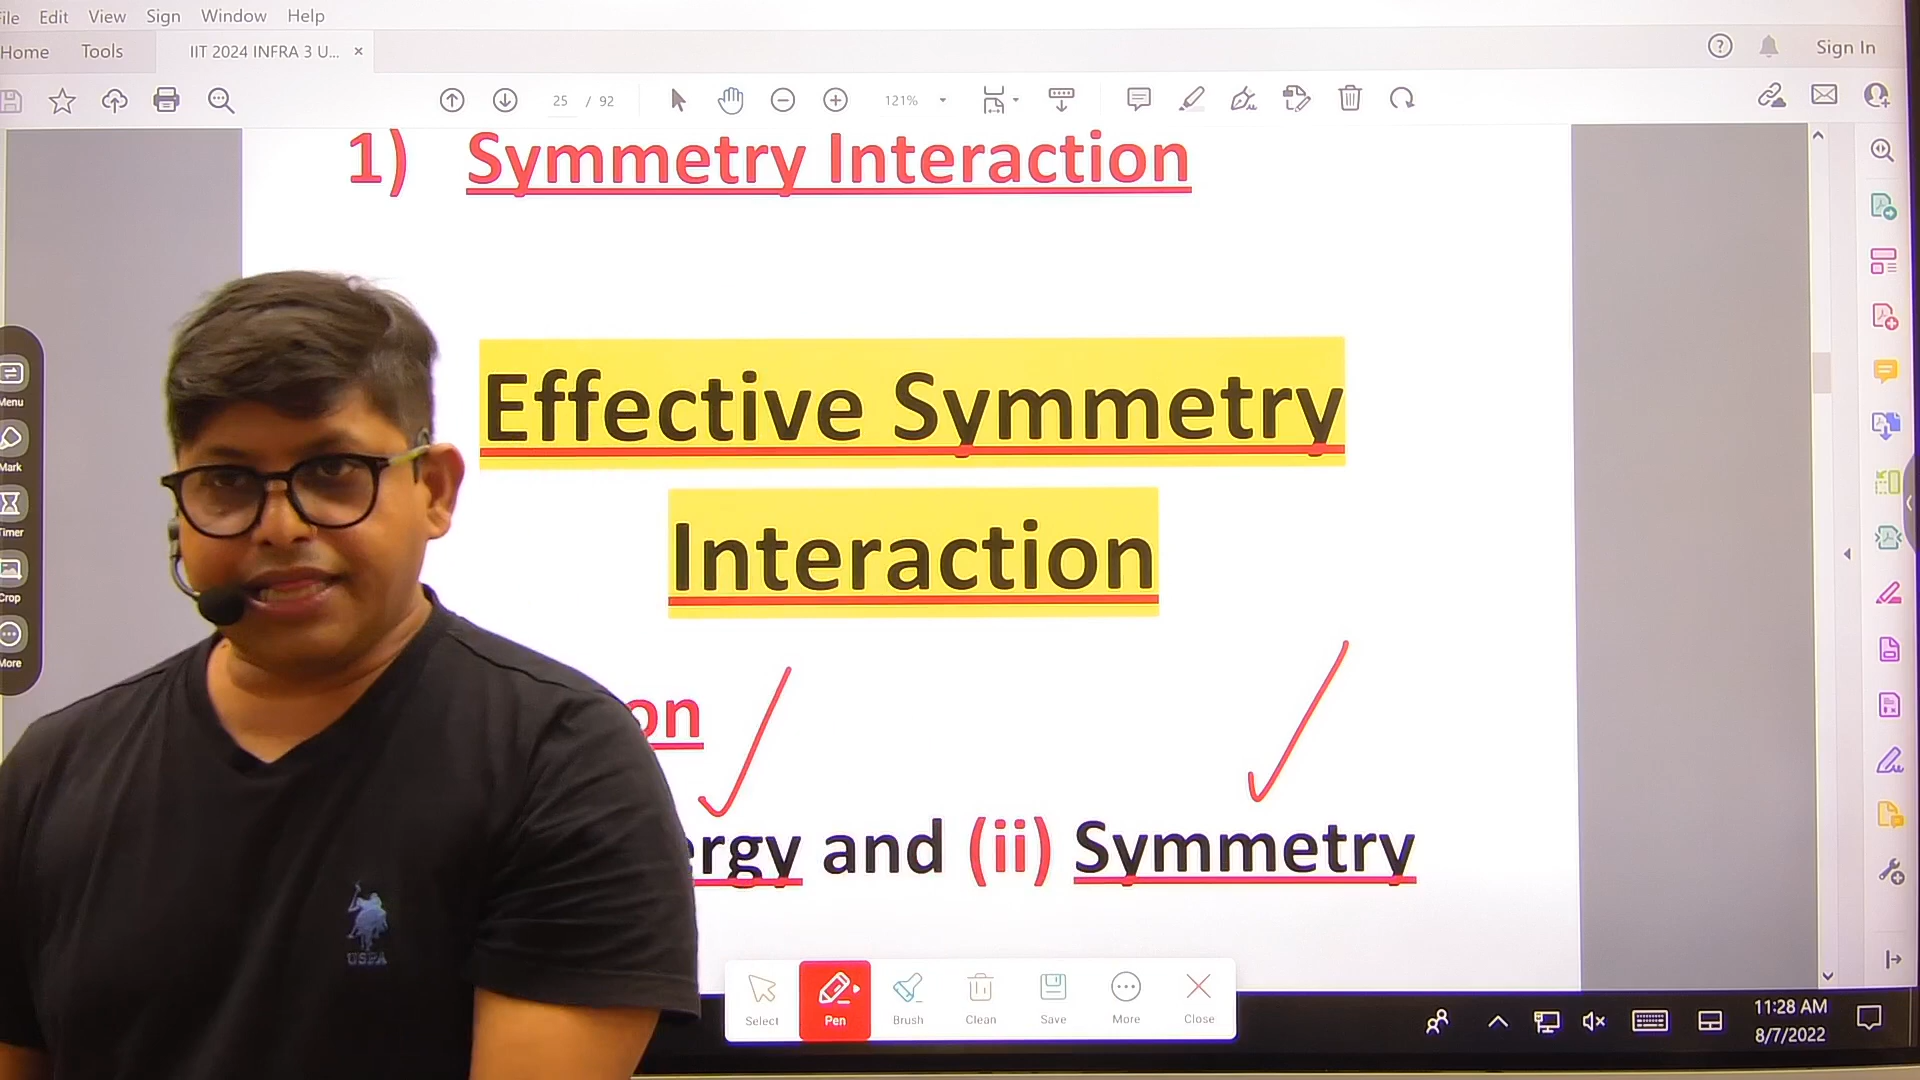 File Edit View Sign Window Help
Home Tools IIT 2024 INFRA 3 U... × Sign In
25 / 92 121%
1) Symmetry Interaction
Effective Symmetry
Interaction
on
ergy and (ii) Symmetry
Menu
Mark
Timer
Crop
More
USPA
Select Pen Brush Clean Save More Close
11:28 AM
8/7/2022